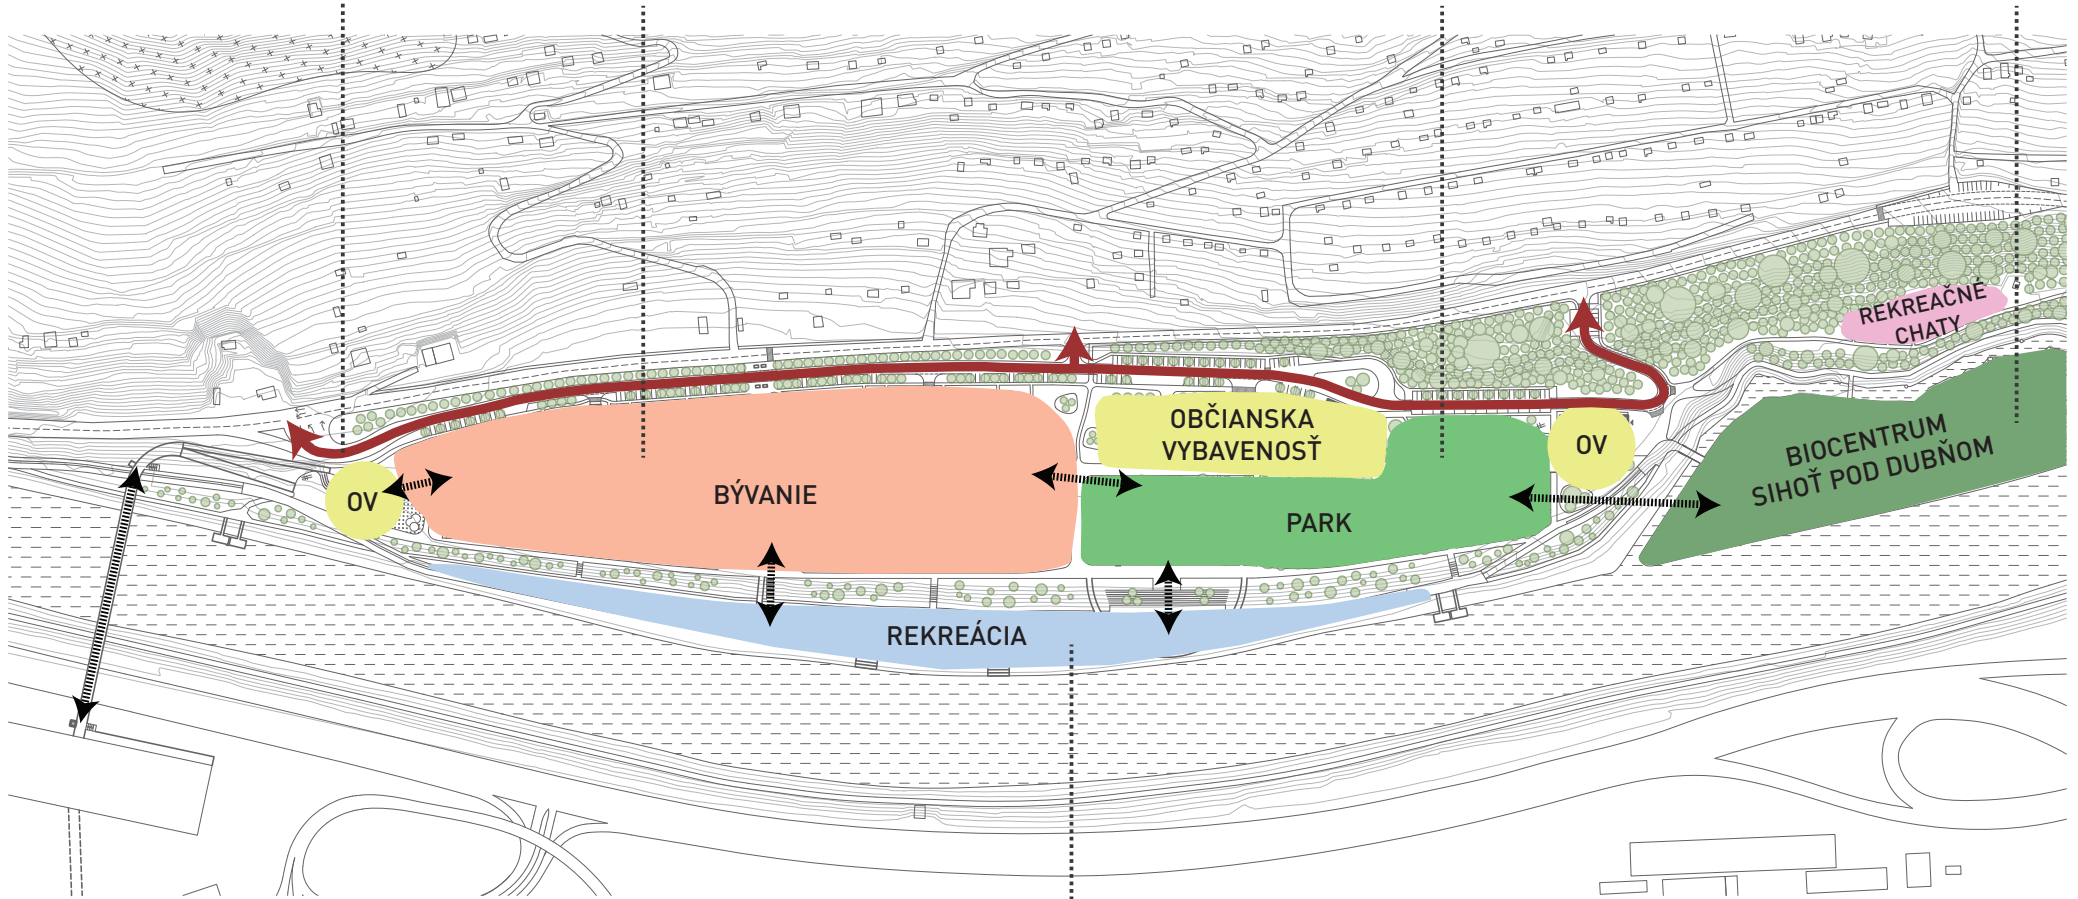 REKREAČNÉ
CHATY
OBČIANSKA
VYBAVENOSŤ
OV
BIOCENTRUM
SIHOŤ POD DUBŇOM
OV
BÝVANIE
PARK
REKREÁCIA